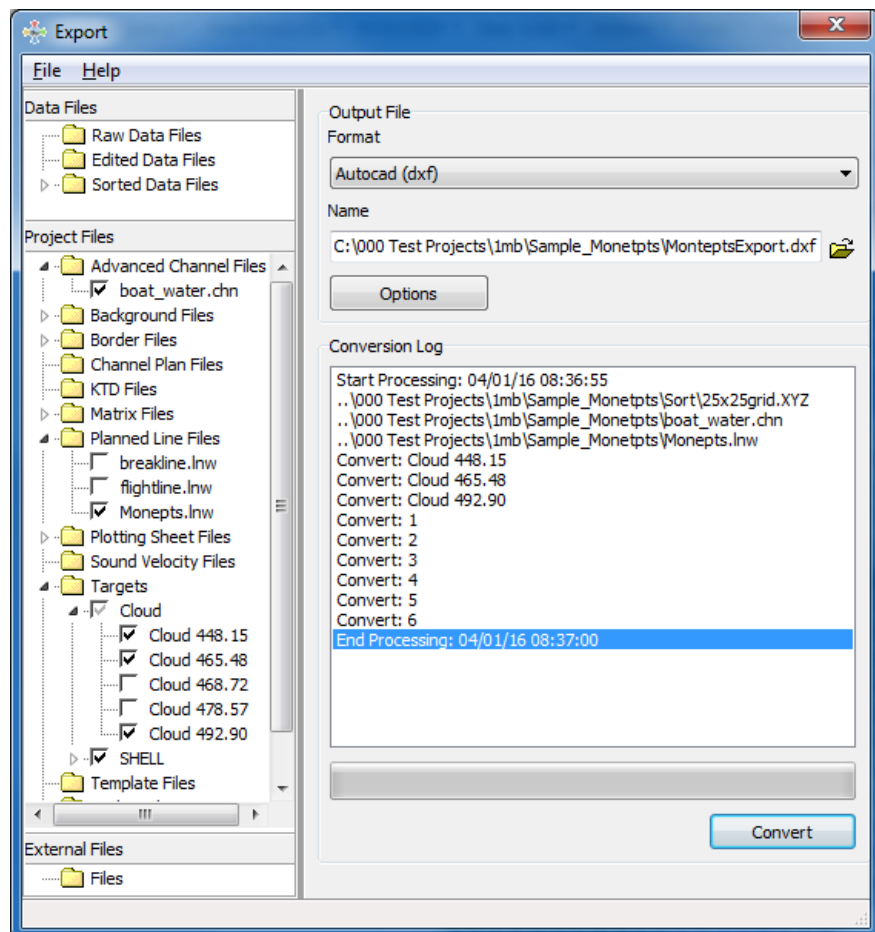 Export
File Help
Data Files
Raw Data Files
Edited Data Files
Sorted Data Files
Project Files
Advanced Channel Files
boat_water.chn
Background Files
Border Files
Channel Plan Files
KTD Files
Matrix Files
Planned Line Files
breakline.lnw
flightline.lnw
Monepts.lnw
Plotting Sheet Files
Sound Velocity Files
Targets
Cloud
Cloud 448.15
Cloud 465.48
Cloud 468.72
Cloud 478.57
Cloud 492.90
SHELL
Template Files
External Files
Files
Output File
Format
Autocad (dxf)
Name
C:\000 Test Projects\1mb\Sample_Monetpts\MonteptsExport.dxf
Options
Conversion Log
Start Processing: 04/01/16 08:36:55
..\000 Test Projects\1mb\Sample_Monetpts\Sort\25x25grid.XYZ
..\000 Test Projects\1mb\Sample_Monetpts\boat_water.chn
..\000 Test Projects\1mb\Sample_Monetpts\Monepts.lnw
Convert: Cloud 448.15
Convert: Cloud 465.48
Convert: Cloud 492.90
Convert: 1
Convert: 2
Convert: 3
Convert: 4
Convert: 5
Convert: 6
End Processing: 04/01/16 08:37:00
Convert